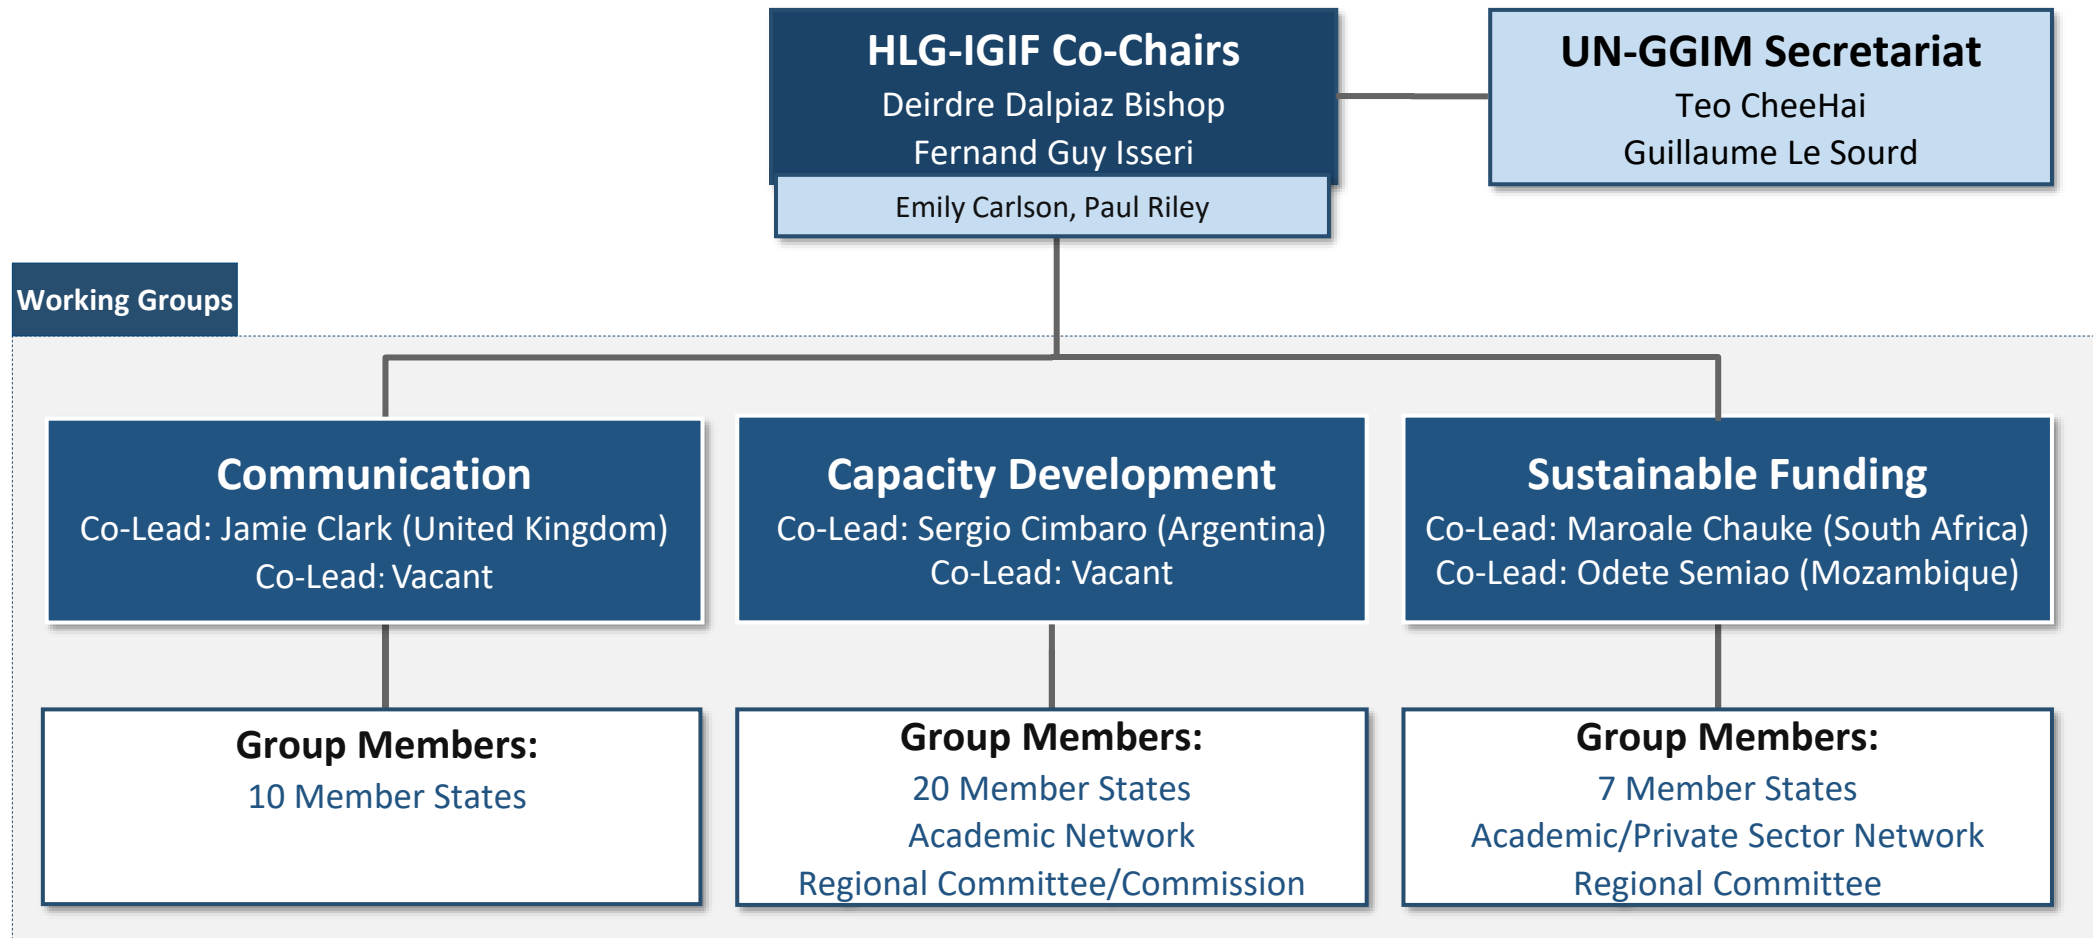 HLG-IGIF Co-Chairs
Deirdre Dalpiaz Bishop
Fernand Guy Isseri
Emily Carlson, Paul Riley
UN-GGIM Secretariat
Teo CheeHai
Guillaume Le Sourd
Working Groups
Communication
Co-Lead: Jamie Clark (United Kingdom)
Co-Lead: Vacant
Capacity Development
Co-Lead: Sergio Cimbaro (Argentina)
Co-Lead: Vacant
Sustainable Funding
Co-Lead: Maroale Chauke (South Africa)
Co-Lead: Odete Semiao (Mozambique)
Group Members:
10 Member States
Group Members:
20 Member States
Academic Network
Regional Committee/Commission
Group Members:
7 Member States
Academic/Private Sector Network
Regional Committee